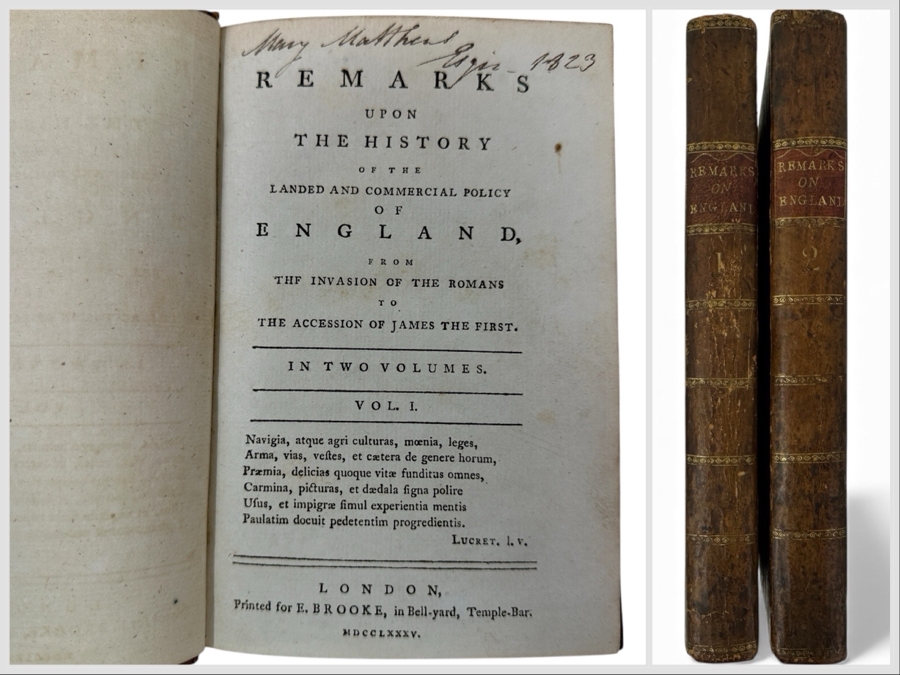 Mary Matthews
Elgin 1823
REMARKS
UPON
THE HISTORY
OF THE
LANDED AND COMMERCIAL POLICY
OF
ENGLAND,
FROM
THF INVASION OF THE ROMANS
TO
THE ACCESSION OF JAMES THE FIRST.
IN TWO VOLUMES.
VOL. I.
Navigia, atque agri culturas, mœnia, leges,
Arma, vias, veſtes, et cætera de genere horum,
Præmia, delicias quoque vitæ funditus omnes,
Carmina, picturas, et dædala ſigna polire
Uſus, et impigræ ſimul experientia mentis
Paulatim docuit pedetentim progredientis.
LUCRET. l. v.
LONDON,
Printed for E. BROOKE, in Bell-yard, Temple-Bar.
MDCCLXXXV.
REMARKS
ON
ENGLAND
1
REMARKS
ON
ENGLAND
2